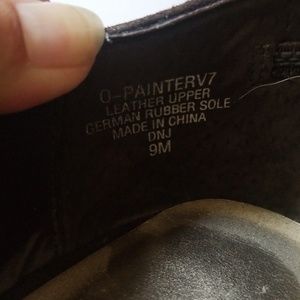 O-PAINTERV7
LEATHER UPPER
GERMAN RUBBER SOLE
MADE IN CHINA
DNJ
9M